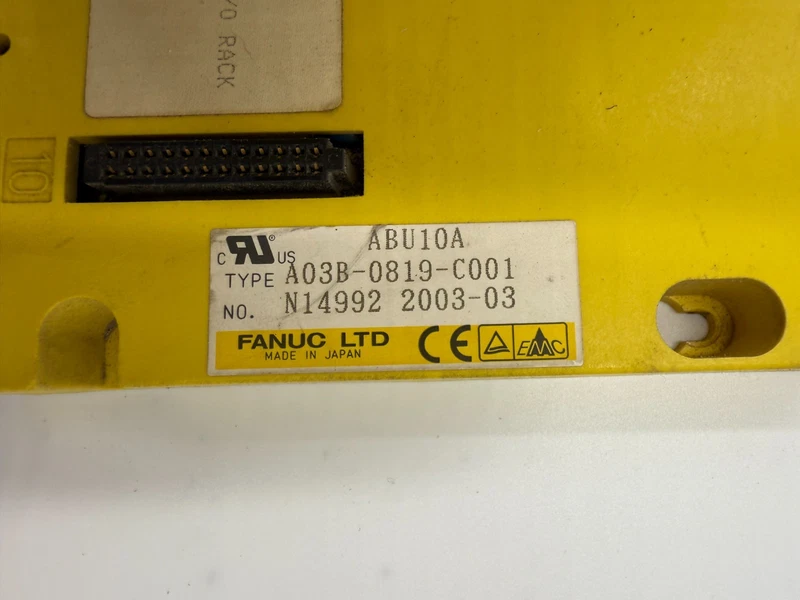 /O RACK
10
C RU US
ABU10A
TYPE A03B-0819-C001
NO. N14992 2003-03
FANUC LTD
MADE IN JAPAN
CE
EMC